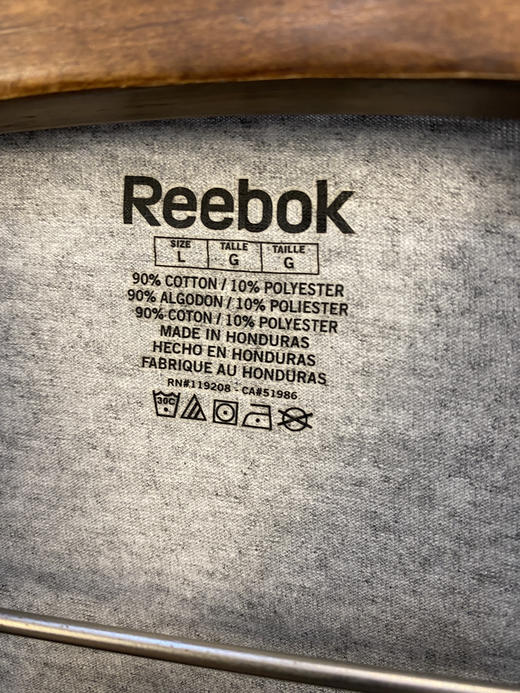 Reebok
SIZE TALLE TAILLE
L G G
90% COTTON / 10% POLYESTER
90% ALGODON / 10% POLIESTER
90% COTON / 10% POLYESTER
MADE IN HONDURAS
HECHO EN HONDURAS
FABRIQUE AU HONDURAS
RN#119208 - CA#51986
30C